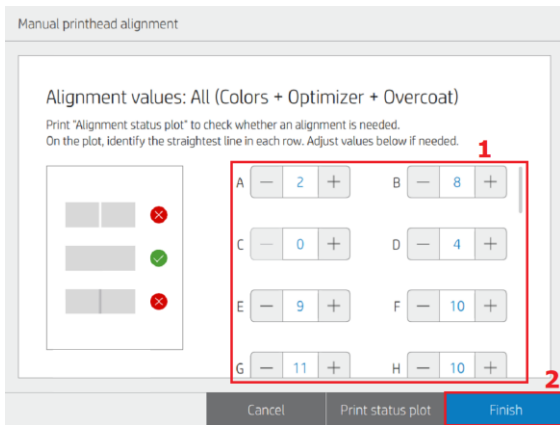 Manual printhead alignment
Alignment values: All (Colors + Optimizer + Overcoat)
Print "Alignment status plot" to check whether an alignment is needed.
On the plot, identify the straightest line in each row. Adjust values below if needed.
1
A − 2 + B − 8 +
C − 0 + D − 4 +
E − 9 + F − 10 +
G − 11 + H − 10 +
2
Cancel Print status plot Finish